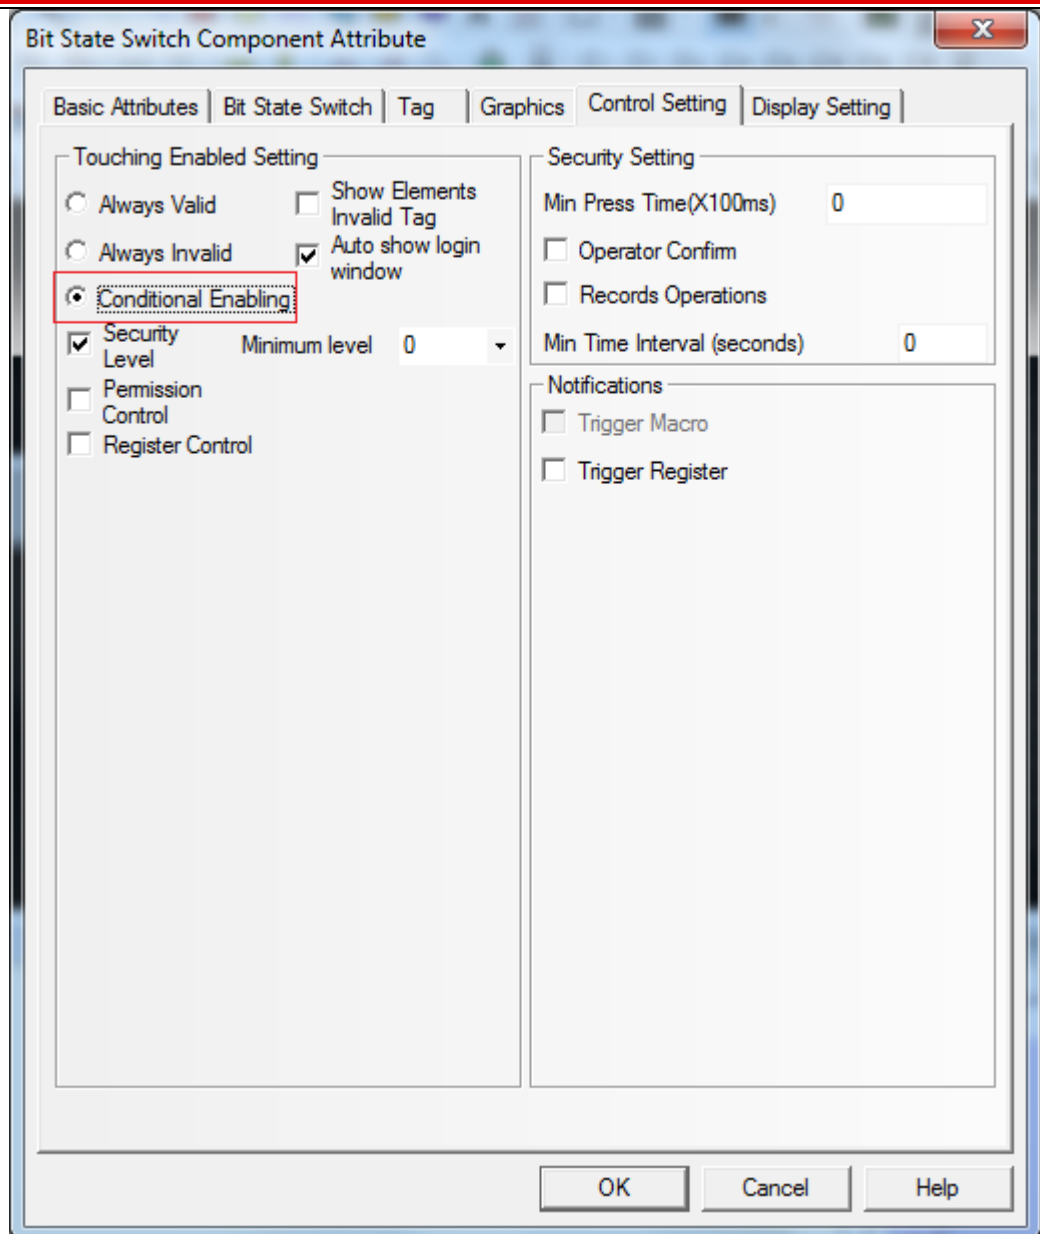 Bit State Switch Component Attribute
Basic Attributes Bit State Switch Tag Graphics Control Setting Display Setting
Touching Enabled Setting
Always Valid
Show Elements
Invalid Tag
Always Invalid
Auto show login
window
Conditional Enabling
Security
Level
Minimum level 0
Permission
Control
Register Control
Security Setting
Min Press Time(X100ms) 0
Operator Confirm
Records Operations
Min Time Interval (seconds) 0
Notifications
Trigger Macro
Trigger Register
OK Cancel Help